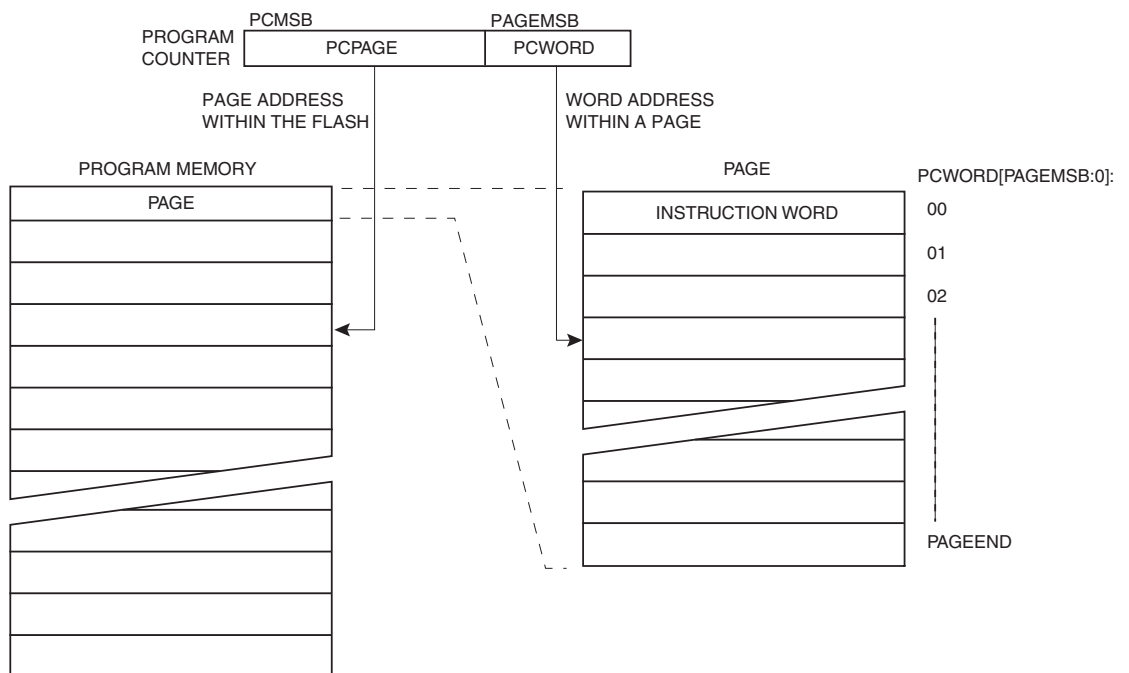 PCMSB
PAGEMSB
PROGRAM
COUNTER
PCPAGE
PCWORD
PAGE ADDRESS
WITHIN THE FLASH
WORD ADDRESS
WITHIN A PAGE
PROGRAM MEMORY
PAGE
PAGE
PCWORD[PAGEMSB:0]:
INSTRUCTION WORD
00
01
02
PAGEEND